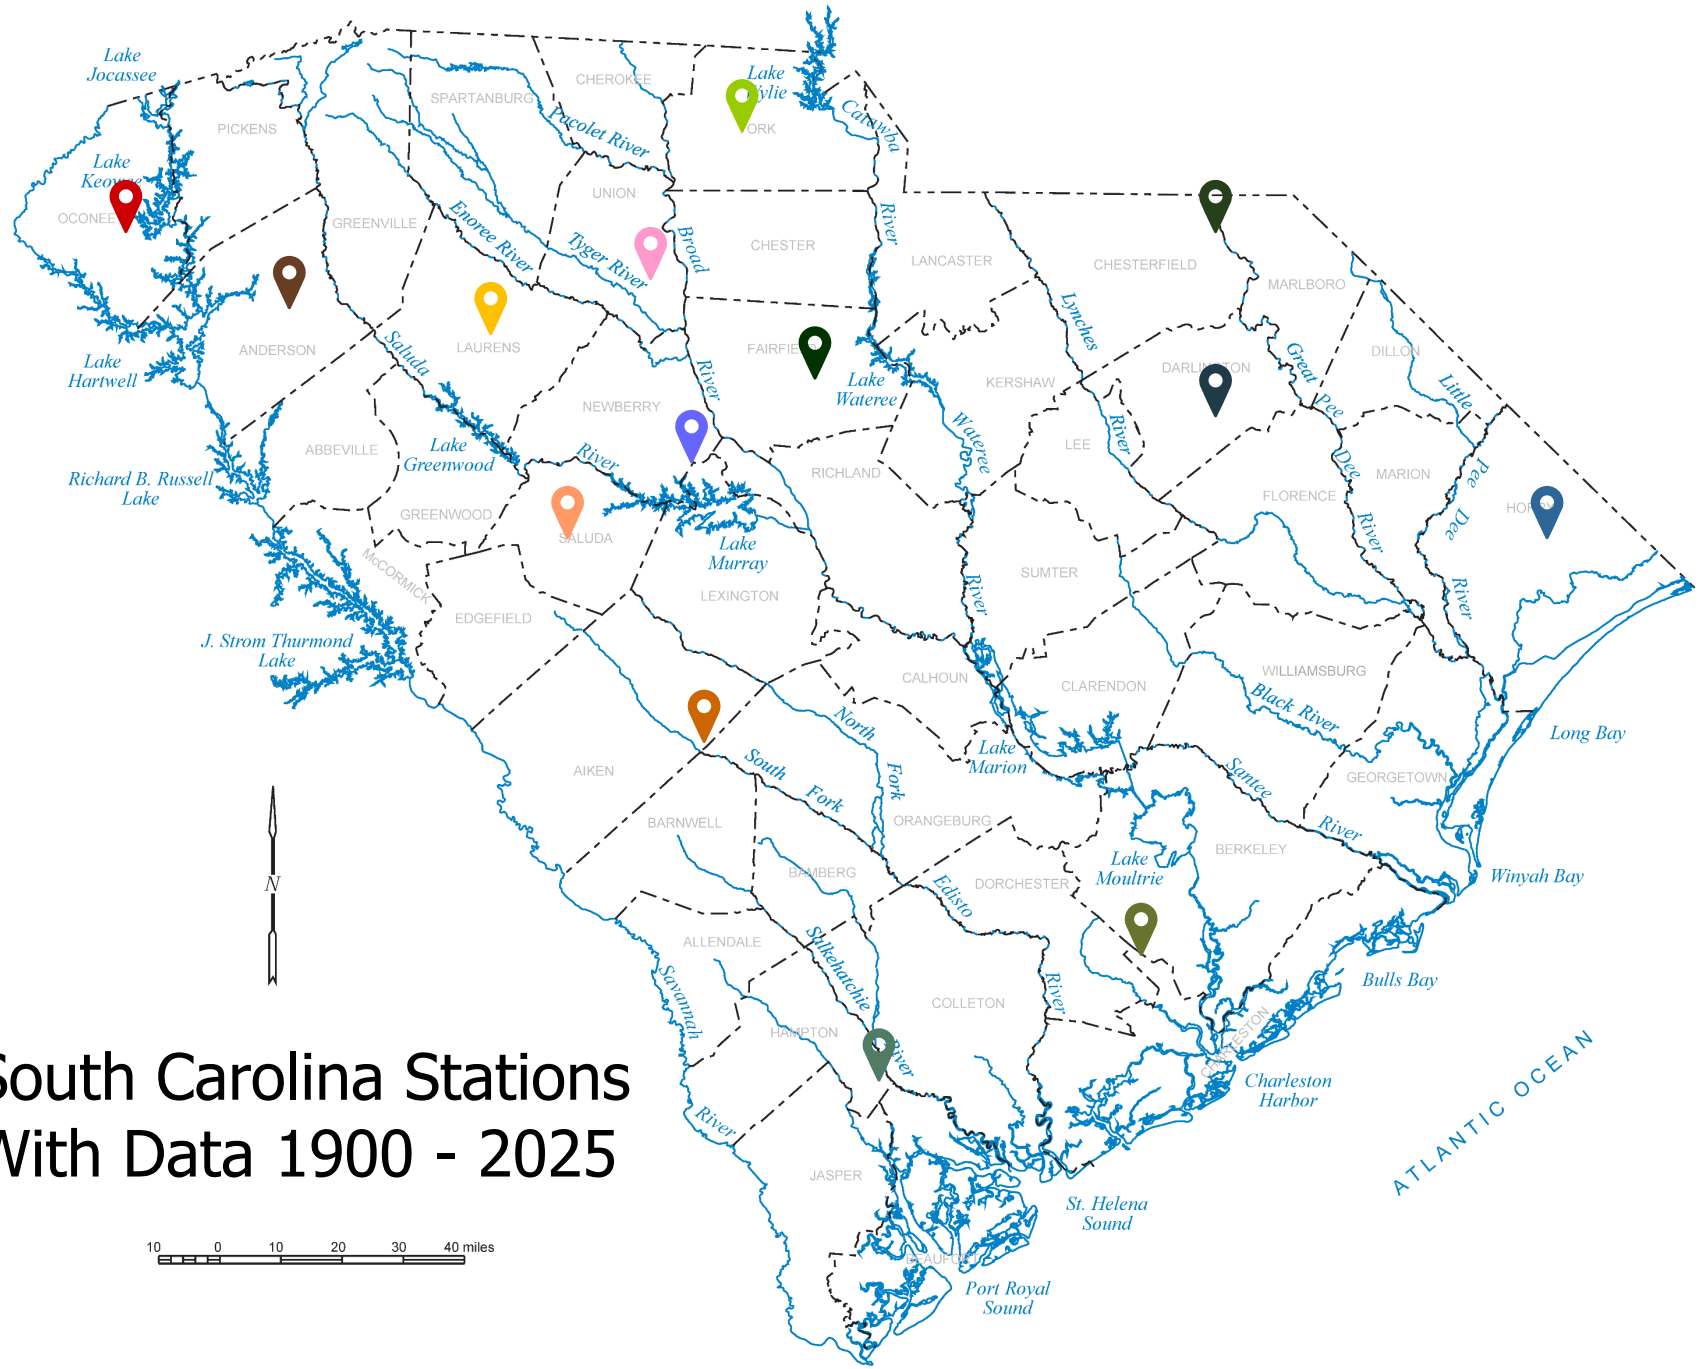 Lake
Jocassee
CHEROKEE
Lake
SPARTANBURG
PICKENS
Catawba
Pacolet River
Lake
OCONEE
UNION
GREENVILLE
Enoree River
Tyger River
Broad
River
CHESTER
LANCASTER
CHESTERFIELD
MARLBORO
Lynches
River
Great
Pee
Dee
River
DILLON
Little
Pee
Dee
River
ANDERSON
Lake
Hartwell
Saluda
LAURENS
FAIRFIELD
Lake
Wateree
River
KERSHAW
DARLINGTON
NEWBERRY
LEE
Wateree
River
ABBEVILLE
Lake
Greenwood
River
RICHLAND
MARION
Richard B. Russell
Lake
GREENWOOD
FLORENCE
HORRY
SALUDA
Lake
Murray
McCORMICK
SUMTER
LEXINGTON
EDGEFIELD
J. Strom Thurmond
Lake
CALHOUN
CLARENDON
WILLIAMSBURG
Black River
North
Fork
Lake
Marion
Long Bay
AIKEN
South
Fork
Santee
River
GEORGETOWN
BARNWELL
ORANGEBURG
BERKELEY
Lake
Moultrie
BAMBERG
DORCHESTER
Winyah Bay
Edisto
River
ALLENDALE
Salkehatchie
River
Savannah
River
Bulls Bay
COLLETON
HAMPTON
CHARLESTON
Charleston
Harbor
ATLANTIC OCEAN
N
South Carolina Stations
With Data 1900 - 2025
JASPER
St. Helena
Sound
BEAUFORT
Port Royal
Sound
10 0 10 20 30 40 miles